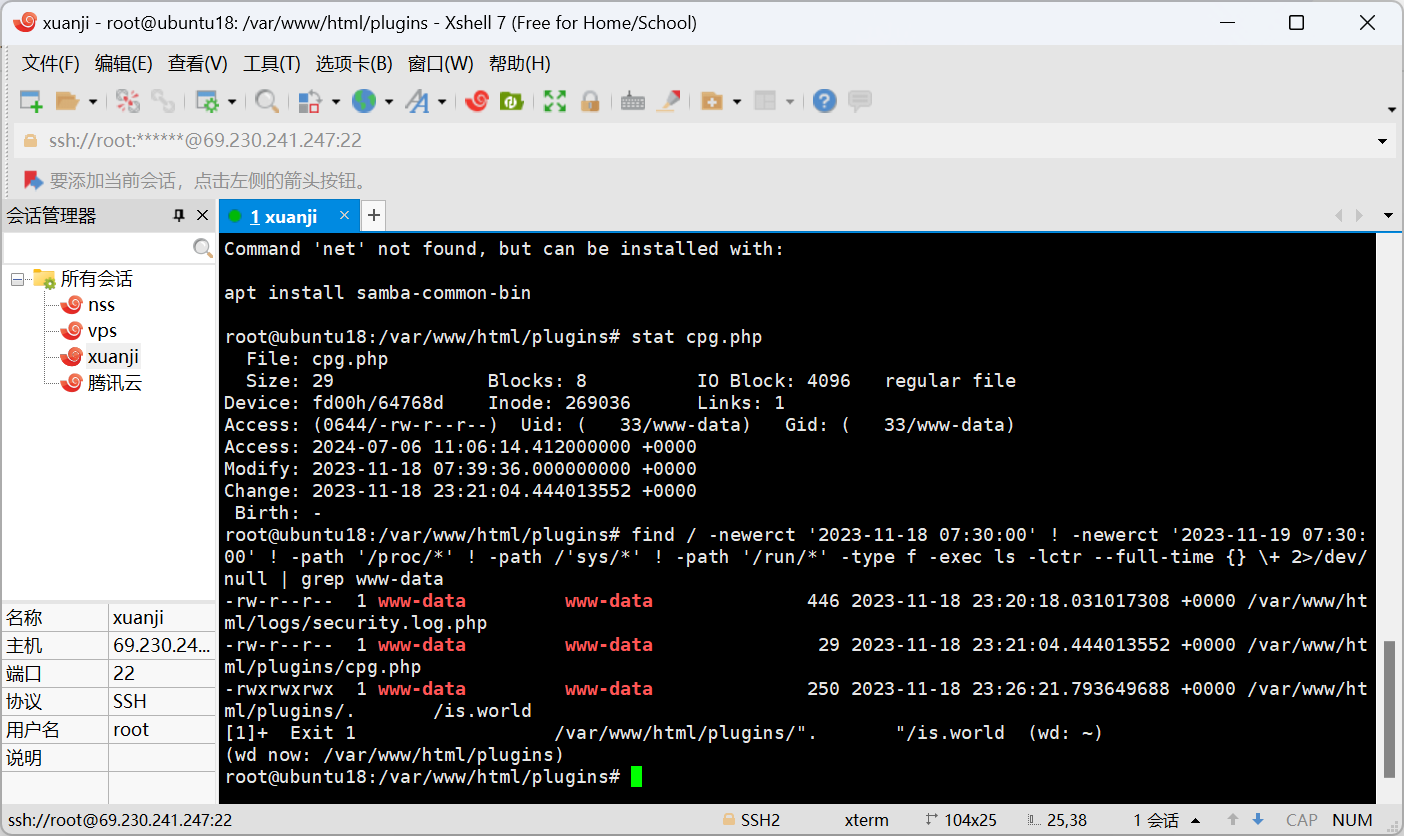 xuanji - root@ubuntu18: /var/www/html/plugins - Xshell 7 (Free for Home/School)
文件(F) 编辑(E) 查看(V) 工具(T) 选项卡(B) 窗口(W) 帮助(H)
ssh://root:******@69.230.241.247:22
要添加当前会话，点击左侧的箭头按钮。
会话管理器
所有会话
nss
vps
xuanji
腾讯云
名称 xuanji
主机 69.230.24...
端口 22
协议 SSH
用户名 root
说明
1 xuanji
Command 'net' not found, but can be installed with:
apt install samba-common-bin
root@ubuntu18:/var/www/html/plugins# stat cpg.php
  File: cpg.php
  Size: 29              Blocks: 8          IO Block: 4096   regular file
Device: fd00h/64768d    Inode: 269036      Links: 1
Access: (0644/-rw-r--r--)  Uid: (   33/www-data)   Gid: (   33/www-data)
Access: 2024-07-06 11:06:14.412000000 +0000
Modify: 2023-11-18 07:39:36.000000000 +0000
Change: 2023-11-18 23:21:04.444013552 +0000
 Birth: -
root@ubuntu18:/var/www/html/plugins# find / -newerct '2023-11-18 07:30:00' ! -newerct '2023-11-19 07:30:
00' ! -path '/proc/*' ! -path /'sys/*' ! -path '/run/*' -type f -exec ls -lctr --full-time {} \+ 2>/dev/
null | grep www-data
-rw-r--r--  1 www-data         www-data              446 2023-11-18 23:20:18.031017308 +0000 /var/www/ht
ml/logs/security.log.php
-rw-r--r--  1 www-data         www-data               29 2023-11-18 23:21:04.444013552 +0000 /var/www/ht
ml/plugins/cpg.php
-rwxrwxrwx  1 www-data         www-data              250 2023-11-18 23:26:21.793649688 +0000 /var/www/ht
ml/plugins/.       /is.world
[1]+  Exit 1                  /var/www/html/plugins/".       "/is.world  (wd: ~)
(wd now: /var/www/html/plugins)
root@ubuntu18:/var/www/html/plugins#
ssh://root@69.230.241.247:22 SSH2 xterm 104x25 25,38 1 会话 CAP NUM